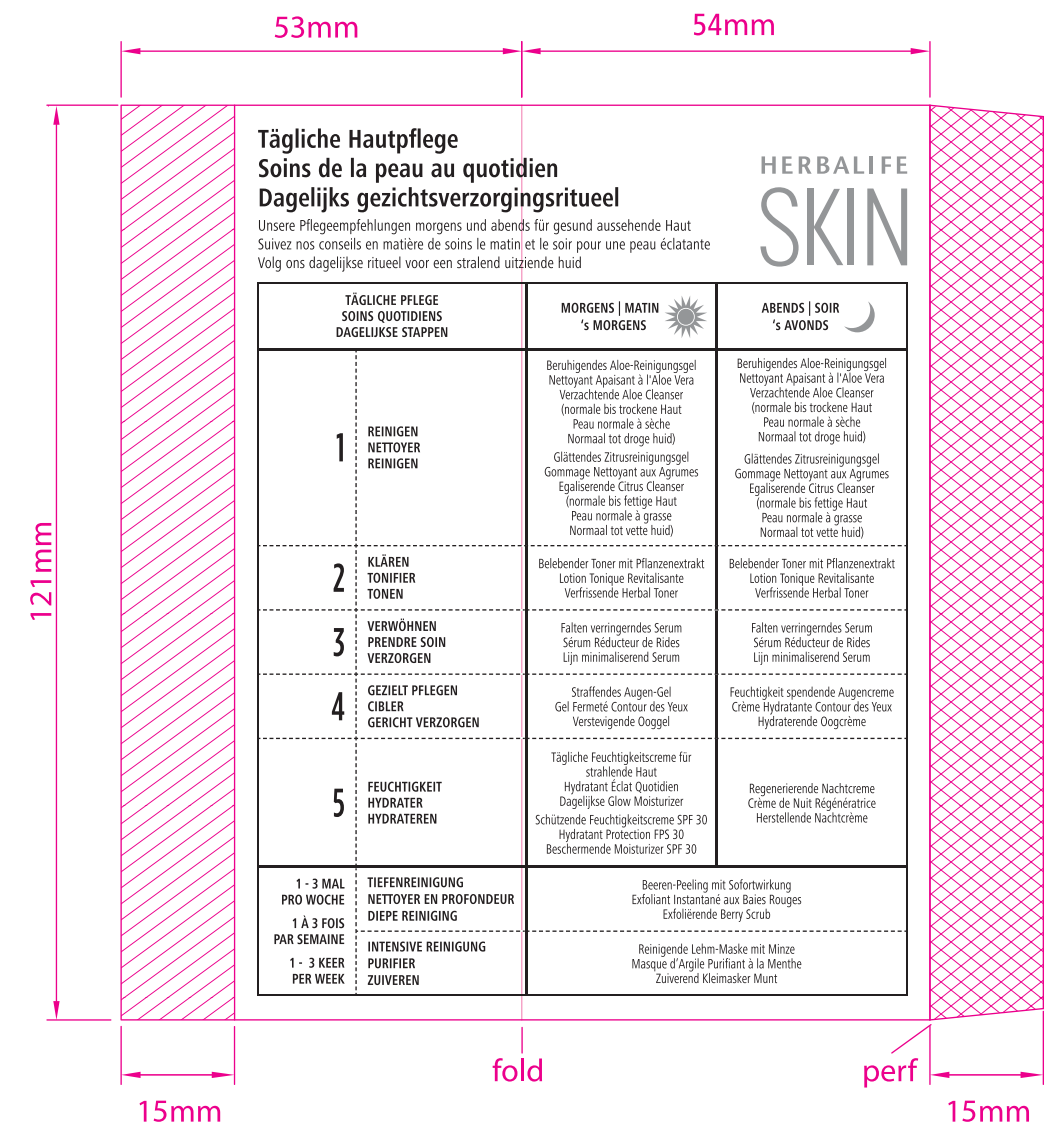 53mm
54mm
121mm
Tägliche Hautpflege
Soins de la peau au quotidien
Dagelijks gezichtsverzorgingsritueel
Unsere Pflegeempfehlungen morgens und abends für gesund aussehende Haut
Suivez nos conseils en matière de soins le matin et le soir pour une peau éclatante
Volg ons dagelijkse ritueel voor een stralend uitziende huid
HERBALIFE
SKIN
TÄGLICHE PFLEGE
SOINS QUOTIDIENS
DAGELIJKSE STAPPEN
MORGENS | MATIN
‘s MORGENS
ABENDS | SOIR
‘s AVONDS
1
REINIGEN
NETTOYER
REINIGEN
Beruhigendes Aloe-Reinigungsgel
Nettoyant Apaisant à l'Aloe Vera
Verzachtende Aloe Cleanser
(normale bis trockene Haut
Peau normale à sèche
Normaal tot droge huid)
Glättendes Zitrusreinigungsgel
Gommage Nettoyant aux Agrumes
Egaliserende Citrus Cleanser
(normale bis fettige Haut
Peau normale à grasse
Normaal tot vette huid)
Beruhigendes Aloe-Reinigungsgel
Nettoyant Apaisant à l'Aloe Vera
Verzachtende Aloe Cleanser
(normale bis trockene Haut
Peau normale à sèche
Normaal tot droge huid)
Glättendes Zitrusreinigungsgel
Gommage Nettoyant aux Agrumes
Egaliserende Citrus Cleanser
(normale bis fettige Haut
Peau normale à grasse
Normaal tot vette huid)
2
KLÄREN
TONIFIER
TONEN
Belebender Toner mit Pflanzenextrakt
Lotion Tonique Revitalisante
Verfrissende Herbal Toner
Belebender Toner mit Pflanzenextrakt
Lotion Tonique Revitalisante
Verfrissende Herbal Toner
3
VERWÖHNEN
PRENDRE SOIN
VERZORGEN
Falten verringerndes Serum
Sérum Réducteur de Rides
Lijn minimaliserend Serum
Falten verringerndes Serum
Sérum Réducteur de Rides
Lijn minimaliserend Serum
4
GEZIELT PFLEGEN
CIBLER
GERICHT VERZORGEN
Straffendes Augen-Gel
Gel Fermeté Contour des Yeux
Verstevigende Ooggel
Feuchtigkeit spendende Augencreme
Crème Hydratante Contour des Yeux
Hydraterende Oogcrème
5
FEUCHTIGKEIT
HYDRATER
HYDRATEREN
Tägliche Feuchtigkeitscreme für
strahlende Haut
Hydratant Éclat Quotidien
Dagelijkse Glow Moisturizer
Schützende Feuchtigkeitscreme SPF 30
Hydratant Protection FPS 30
Beschermende Moisturizer SPF 30
Regenerierende Nachtcreme
Crème de Nuit Régénératrice
Herstellende Nachtcrème
1 - 3 MAL
PRO WOCHE
1 À 3 FOIS
PAR SEMAINE
1 - 3 KEER
PER WEEK
TIEFENREINIGUNG
NETTOYER EN PROFONDEUR
DIEPE REINIGING
Beeren-Peeling mit Sofortwirkung
Exfoliant Instantané aux Baies Rouges
Exfoliërende Berry Scrub
INTENSIVE REINIGUNG
PURIFIER
ZUIVEREN
Reinigende Lehm-Maske mit Minze
Masque d’Argile Purifiant à la Menthe
Zuiverend Kleimasker Munt
fold
perf
15mm
15mm